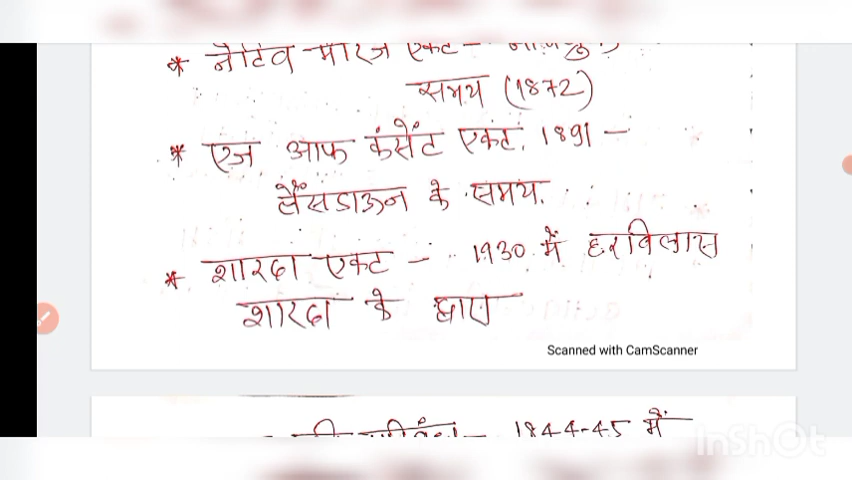 * नेटिव मैरिज एक्ट -
समय (1872)
* एज आफ कंसेंट एक्ट, 1891 -
लैंसडाऊन के समय.
* शारदा एक्ट - 1930 में हरविलास
शारदा के द्वारा
Scanned with CamScanner
1844-45 में
InShOt